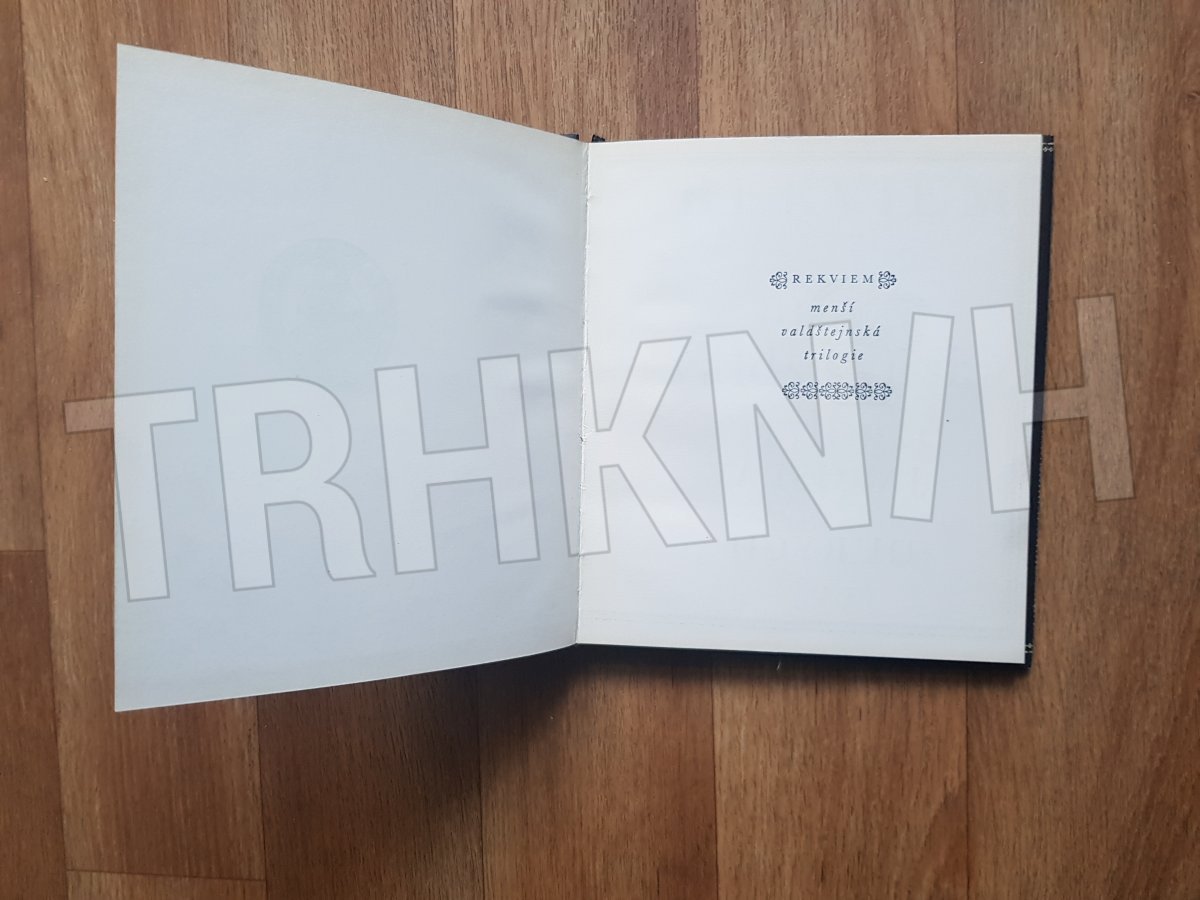 REKVIEM
menší
valdštejnská
trilogie
TRHKNIH